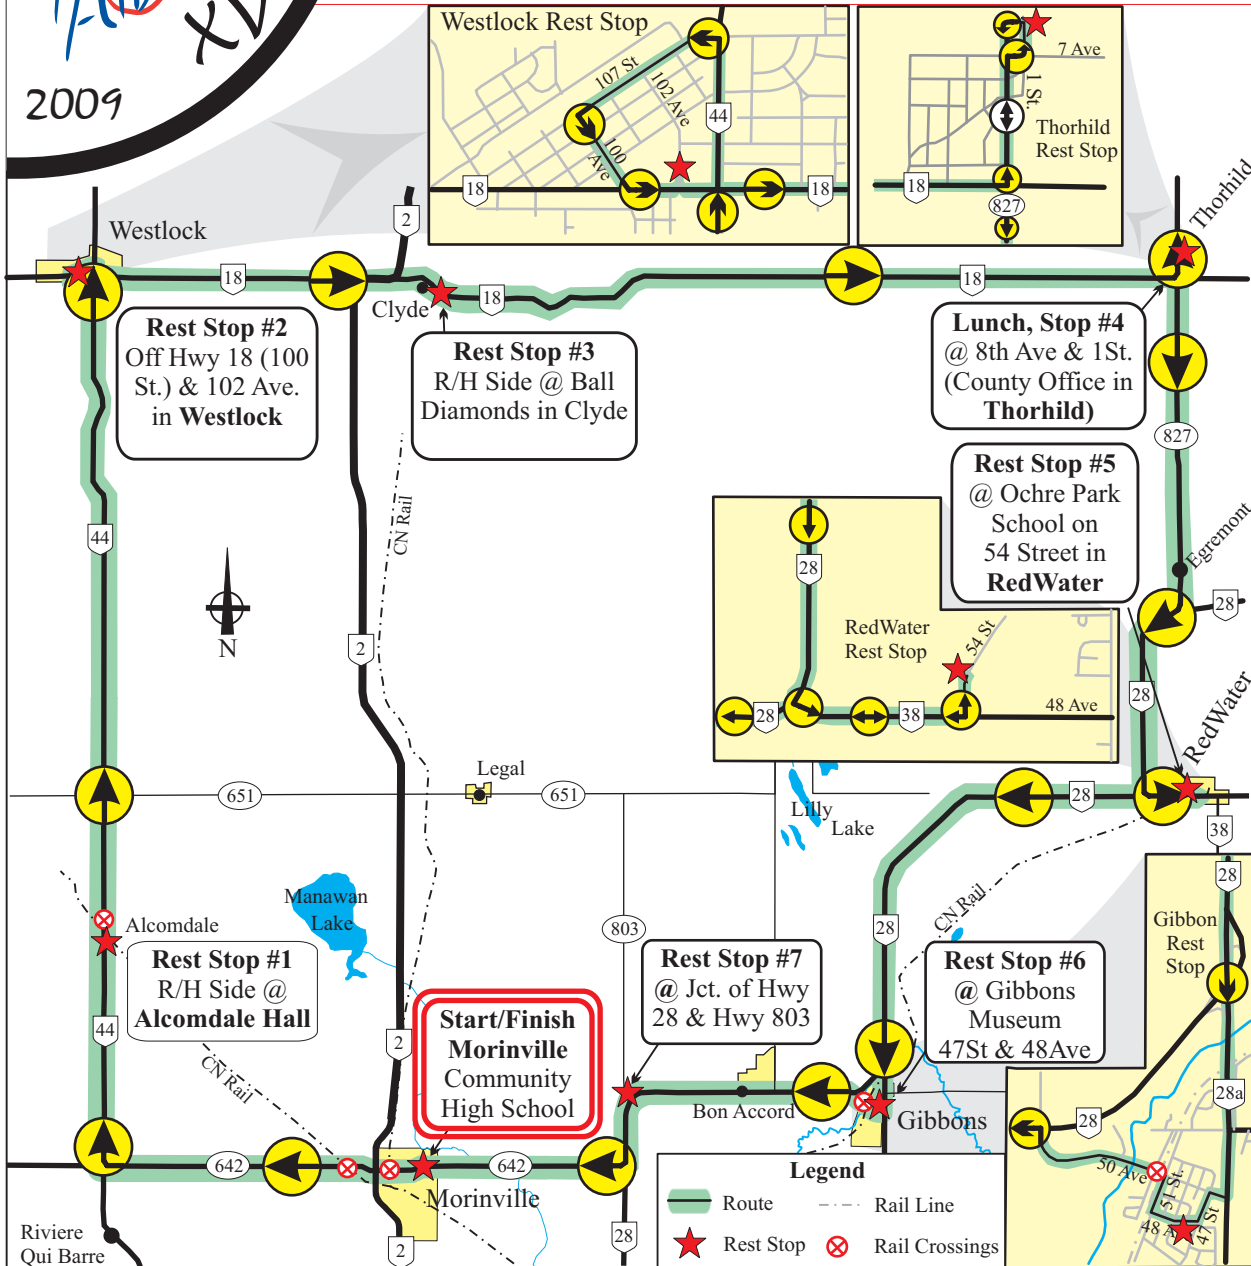 2009
Westlock Rest Stop
107 St
102 Ave
100
Ave
44
18
18
7 Ave
1 St.
Thorhild
Rest Stop
18
827
Westlock
2
Thorhild
18
Clyde
18
18
Rest Stop #2
Off Hwy 18 (100
St.) & 102 Ave.
in Westlock
Rest Stop #3
R/H Side @ Ball
Diamonds in Clyde
Lunch, Stop #4
@ 8th Ave & 1St.
(County Office in
Thorhild)
827
Rest Stop #5
@ Ochre Park
School on
54 Street in
RedWater
CN Rail
44
Egremont
28
N
2
28
RedWater
Rest Stop
54 St
28
38
48 Ave
28
RedWater
Legal
651
651
28
Lilly
Lake
38
Manawan
Lake
Alcomdale
803
28
CN Rail
28
Gibbon
Rest
Stop
Rest Stop #1
R/H Side @
Alcomdale Hall
44
CN Rail
2
Start/Finish
Morinville
Community
High School
Rest Stop #7
@ Jct. of Hwy
28 & Hwy 803
Rest Stop #6
@ Gibbons
Museum
47St & 48Ave
Bon Accord
Gibbons
28
28a
50 Ave
51 St.
48 A
47 St
642
642
Morinville
2
28
Riviere
Qui Barre
Legend
Route
Rail Line
Rest Stop
Rail Crossings